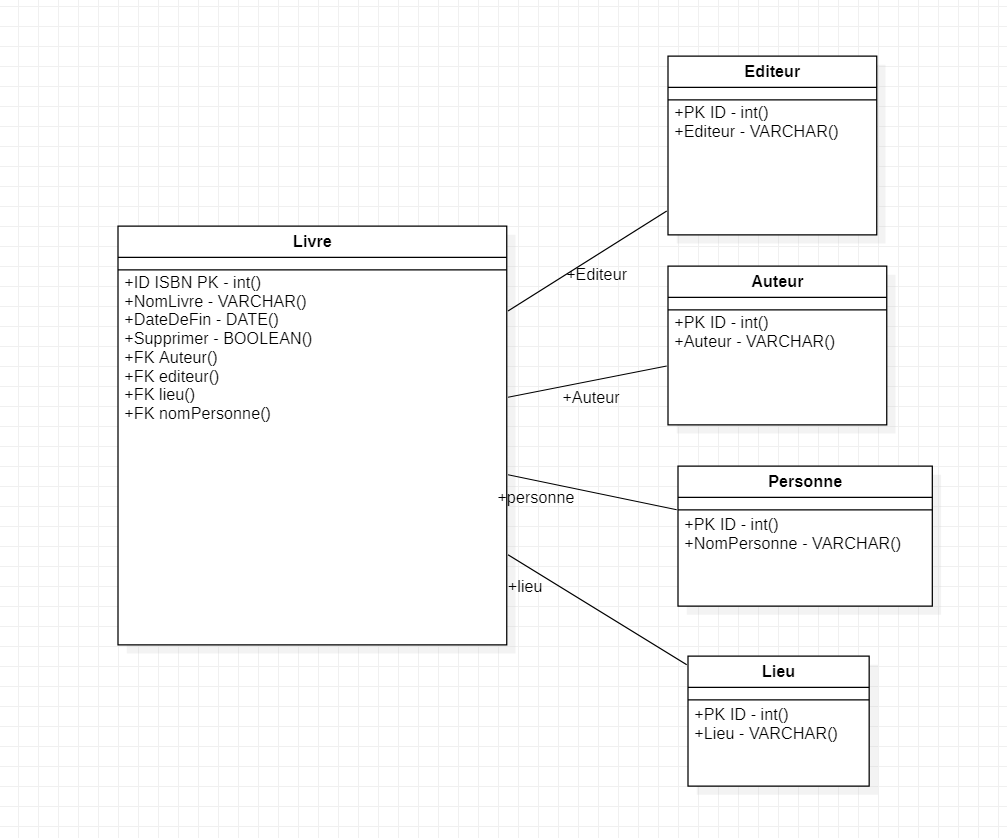 Editeur
+PK ID - int()
+Editeur - VARCHAR()
Livre
+ID ISBN PK - int()
+NomLivre - VARCHAR()
+DateDeFin - DATE()
+Supprimer - BOOLEAN()
+FK Auteur()
+FK editeur()
+FK lieu()
+FK nomPersonne()
+Editeur
Auteur
+PK ID - int()
+Auteur - VARCHAR()
+Auteur
Personne
+PK ID - int()
+NomPersonne - VARCHAR()
+personne
+lieu
Lieu
+PK ID - int()
+Lieu - VARCHAR()